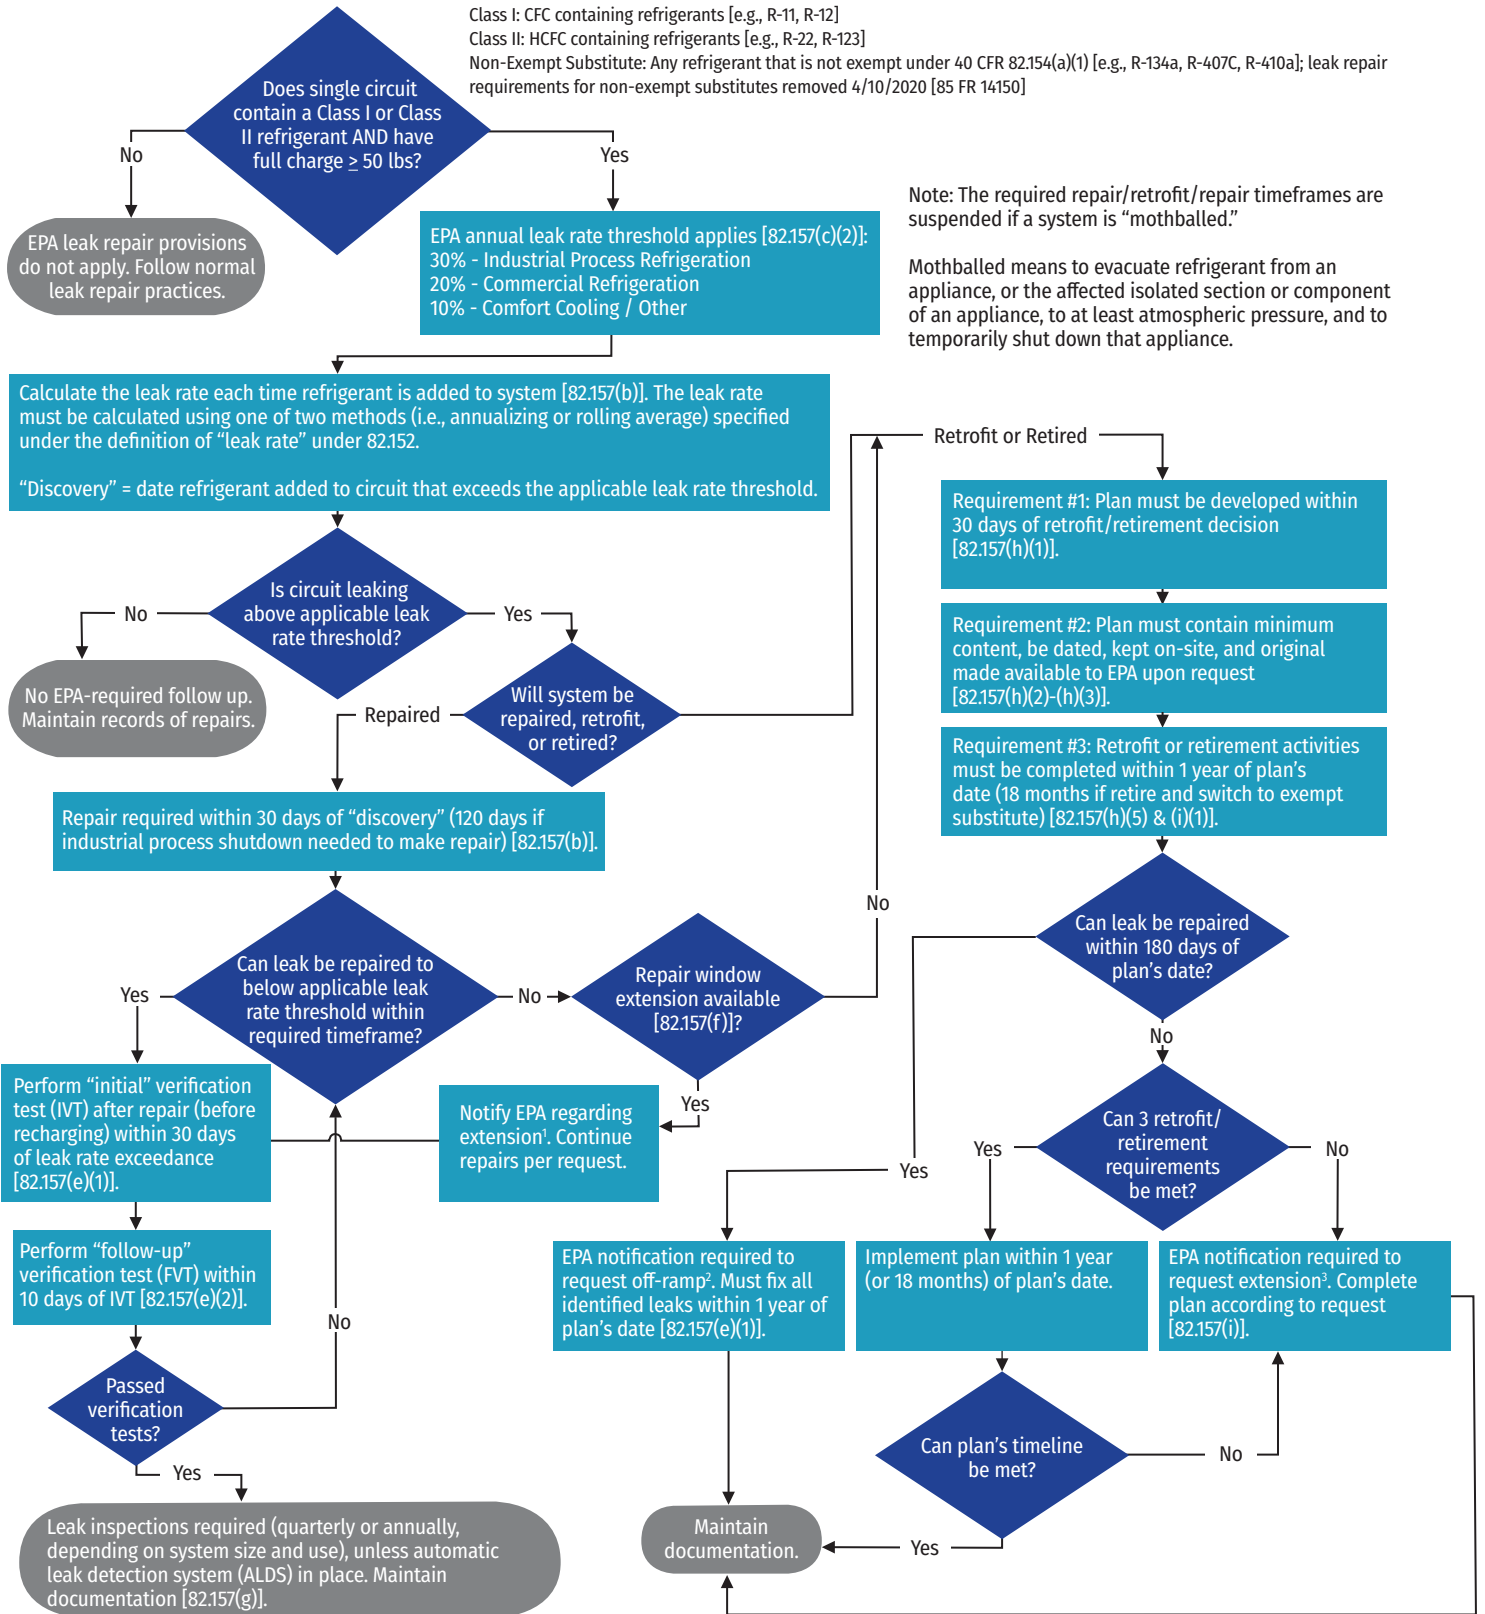 Class I: CFC containing refrigerants [e.g., R-11, R-12]
Class II: HCFC containing refrigerants [e.g., R-22, R-123]
Non-Exempt Substitute: Any refrigerant that is not exempt under 40 CFR 82.154(a)(1) [e.g., R-134a, R-407C, R-410a]; leak repair
requirements for non-exempt substitutes removed 4/10/2020 [85 FR 14150]
Does single circuit
contain a Class I or Class
II refrigerant AND have
full charge ≥ 50 lbs?
No
Yes
EPA leak repair provisions
do not apply. Follow normal
leak repair practices.
EPA annual leak rate threshold applies [82.157(c)(2)]:
30% - Industrial Process Refrigeration
20% - Commercial Refrigeration
10% - Comfort Cooling / Other
Note: The required repair/retrofit/repair timeframes are
suspended if a system is “mothballed.”
Mothballed means to evacuate refrigerant from an
appliance, or the affected isolated section or component
of an appliance, to at least atmospheric pressure, and to
temporarily shut down that appliance.
Calculate the leak rate each time refrigerant is added to system [82.157(b)]. The leak rate
must be calculated using one of two methods (i.e., annualizing or rolling average) specified
under the definition of “leak rate” under 82.152.
“Discovery” = date refrigerant added to circuit that exceeds the applicable leak rate threshold.
Retrofit or Retired
Requirement #1: Plan must be developed within
30 days of retrofit/retirement decision
[82.157(h)(1)].
Is circuit leaking
above applicable leak
rate threshold?
No
Yes
Requirement #2: Plan must contain minimum
content, be dated, kept on-site, and original
made available to EPA upon request
[82.157(h)(2)-(h)(3)].
No EPA-required follow up.
Maintain records of repairs.
Will system be
repaired, retrofit,
or retired?
Repaired
Requirement #3: Retrofit or retirement activities
must be completed within 1 year of plan’s
date (18 months if retire and switch to exempt
substitute) [82.157(h)(5) & (i)(1)].
Repair required within 30 days of “discovery” (120 days if
industrial process shutdown needed to make repair) [82.157(b)].
No
Can leak be repaired
within 180 days of
plan’s date?
Can leak be repaired to
below applicable leak
rate threshold within
required timeframe?
Yes
No
Repair window
extension available
[82.157(f)]?
No
Perform “initial” verification
test (IVT) after repair (before
recharging) within 30 days
of leak rate exceedance
[82.157(e)(1)].
Yes
Notify EPA regarding
extension¹. Continue
repairs per request.
Can 3 retrofit/
retirement
requirements
be met?
Yes
No
Yes
Perform “follow-up”
verification test (FVT) within
10 days of IVT [82.157(e)(2)].
EPA notification required to
request off-ramp². Must fix all
identified leaks within 1 year of
plan’s date [82.157(e)(1)].
Implement plan within 1 year
(or 18 months) of plan’s date.
EPA notification required to
request extension³. Complete
plan according to request
[82.157(i)].
No
Passed
verification
tests?
Can plan’s timeline
be met?
No
Yes
Leak inspections required (quarterly or annually,
depending on system size and use), unless automatic
leak detection system (ALDS) in place. Maintain
documentation [82.157(g)].
Maintain
documentation.
Yes